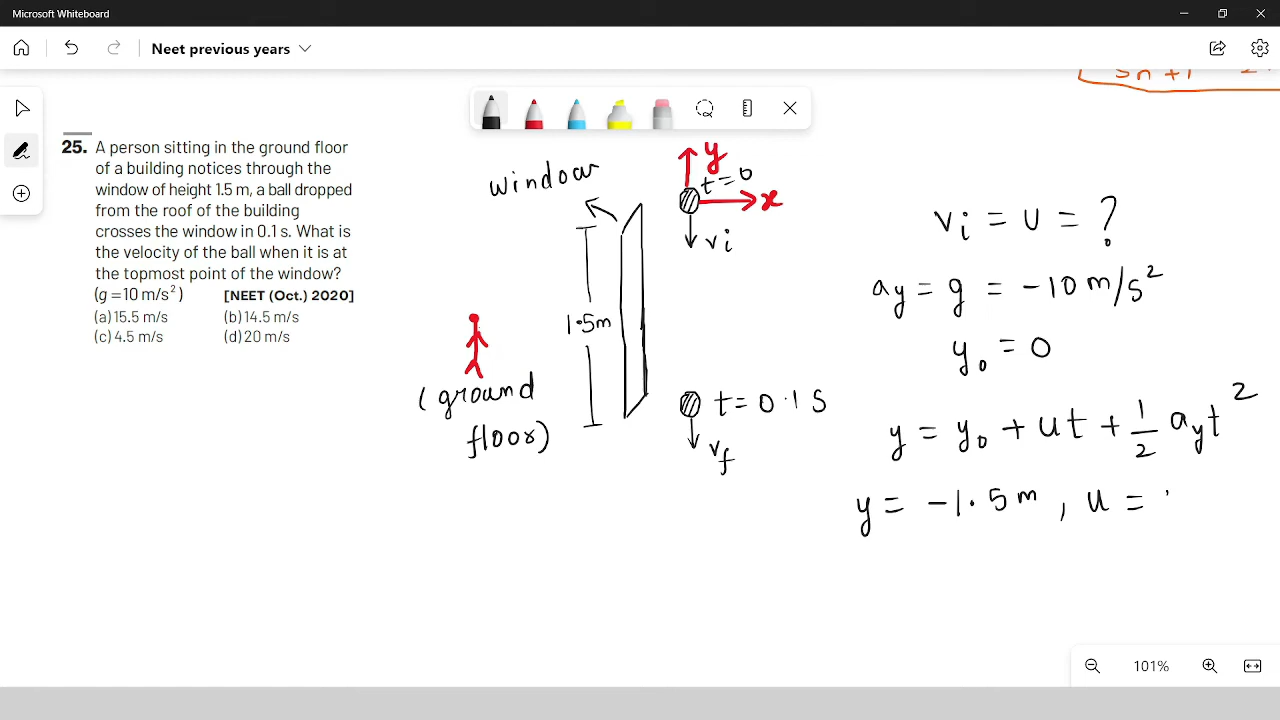 Microsoft Whiteboard
Neet previous years
5n + 1
25. A person sitting in the ground floor
of a building notices through the
window of height 1.5 m, a ball dropped
from the roof of the building
crosses the window in 0.1 s. What is
the velocity of the ball when it is at
the topmost point of the window?
(g = 10 m/s²) [NEET (Oct.) 2020]
(a) 15.5 m/s (b) 14.5 m/s
(c) 4.5 m/s (d) 20 m/s
window
y
t = 0
x
vi
1.5m
(ground
floor)
t = 0.1 S
vf
vi = u = ?
ay = g = -10 m/s²
y₀ = 0
y = y₀ + ut + 1/2 ayt²
y = -1.5 m, u =
101%